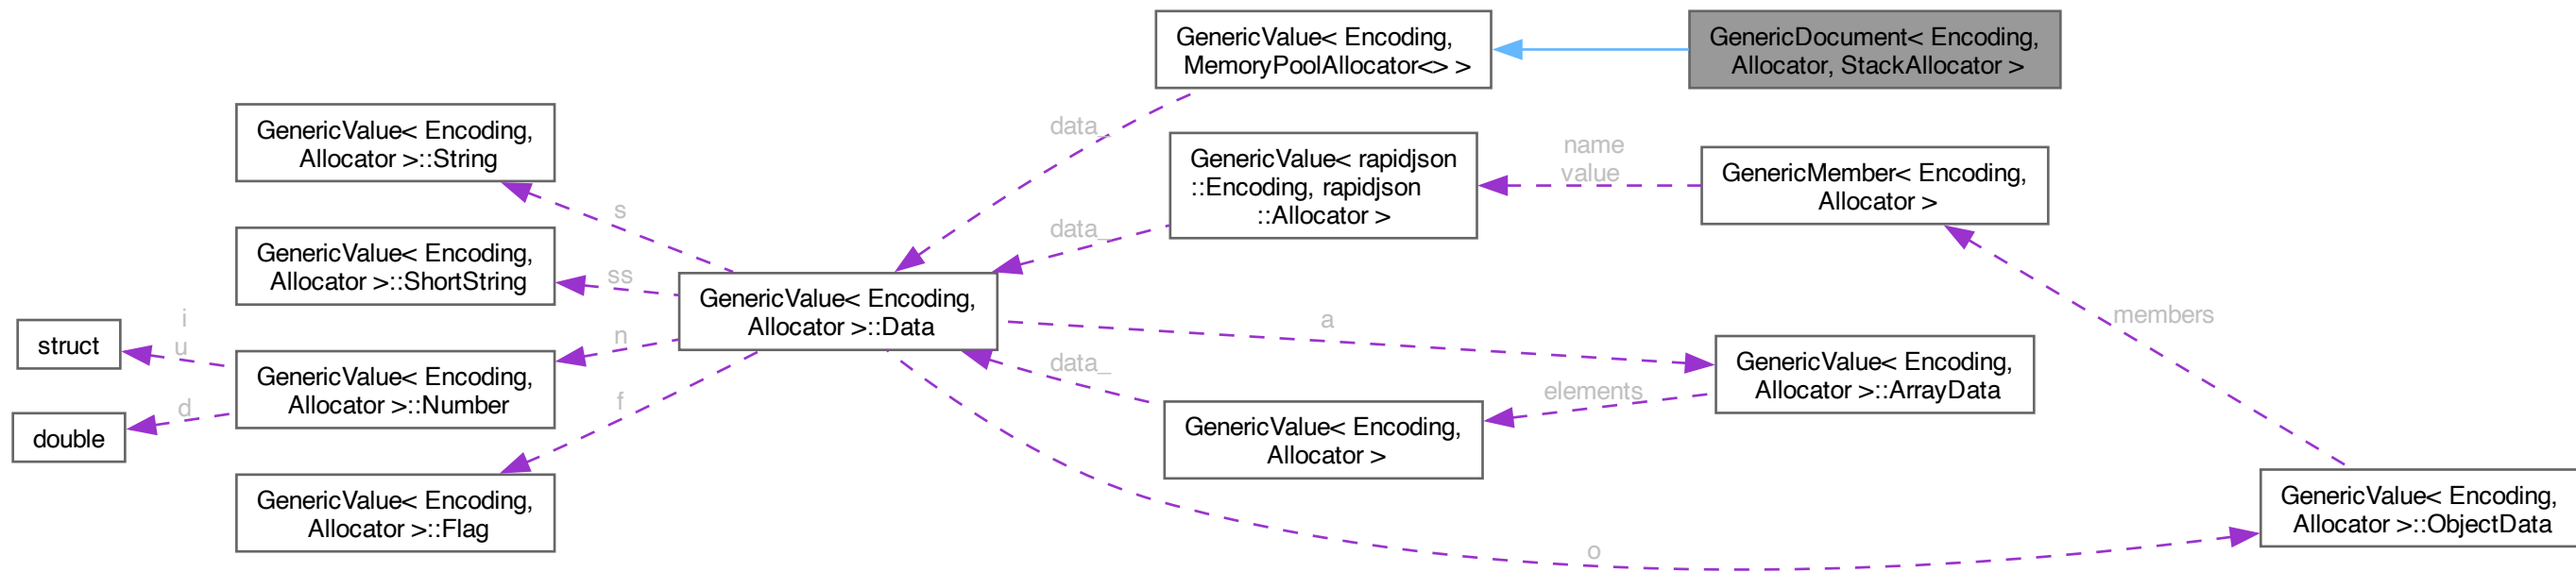 GenericValue< Encoding,
MemoryPoolAllocator<> >
GenericDocument< Encoding,
Allocator, StackAllocator >
GenericValue< Encoding,
Allocator >::String
data_
GenericValue< rapidjson
::Encoding, rapidjson
::Allocator >
name
value
GenericMember< Encoding,
Allocator >
s
GenericValue< Encoding,
Allocator >::ShortString
ss
data_
GenericValue< Encoding,
Allocator >::Data
struct
i
u
n
a
members
GenericValue< Encoding,
Allocator >::Number
data_
elements
GenericValue< Encoding,
Allocator >::ArrayData
double
d
f
GenericValue< Encoding,
Allocator >
GenericValue< Encoding,
Allocator >::Flag
o
GenericValue< Encoding,
Allocator >::ObjectData